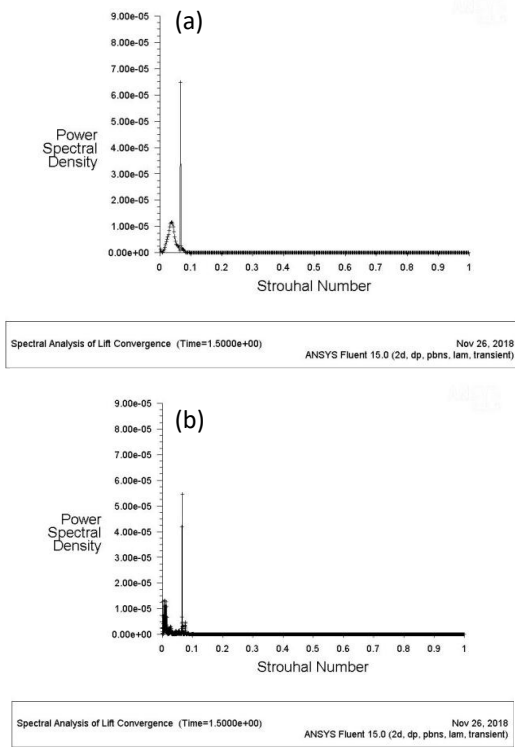 (a)
9.00e-05
8.00e-05
7.00e-05
6.00e-05
5.00e-05
4.00e-05
3.00e-05
2.00e-05
1.00e-05
0.00e+00
Power
Spectral
Density
0 0.1 0.2 0.3 0.4 0.5 0.6 0.7 0.8 0.9 1
Strouhal Number
Spectral Analysis of Lift Convergence (Time=1.5000e+00) Nov 26, 2018
ANSYS Fluent 15.0 (2d, dp, pbns, lam, transient)
(b)
9.00e-05
8.00e-05
7.00e-05
6.00e-05
5.00e-05
4.00e-05
3.00e-05
2.00e-05
1.00e-05
0.00e+00
Power
Spectral
Density
0 0.1 0.2 0.3 0.4 0.5 0.6 0.7 0.8 0.9 1
Strouhal Number
Spectral Analysis of Lift Convergence (Time=1.5000e+00) Nov 26, 2018
ANSYS Fluent 15.0 (2d, dp, pbns, lam, transient)